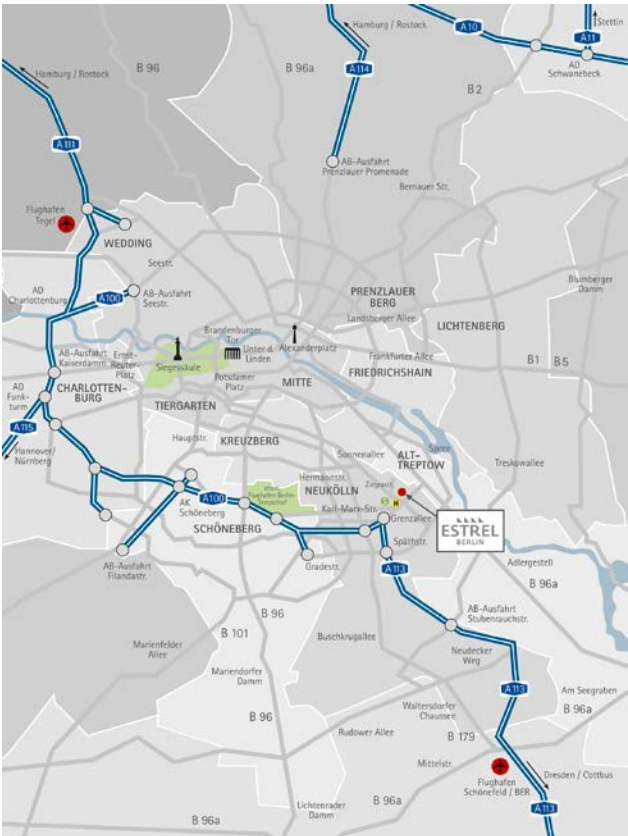 Hamburg / Rostock
A10
Stettin
A11
Hamburg / Rostock
B 96
B 96a
A114
AD
Schwanebeck
B 2
A111
AB-Ausfahrt
Prenzlauer Promenade
Bernauer Str.
Flughafen
Tegel
WEDDING
Seestr.
AD
Charlottenburg
A100
AB-Ausfahrt
Seestr.
PRENZLAUER
BERG
Blumberger
Damm
Landsberger Allee
LICHTENBERG
Brandenburger
Tor
Unter d.
Linden
Alexanderplatz
AB-Ausfahrt
Kaiserdamm
Ernst-
Reuter-
Platz
Siegessäule
Potsdamer
Platz
Frankfurter Allee
FRIEDRICHSHAIN
B1
B 5
MITTE
AD
Funk-
turm
CHARLOTTEN-
BURG
TIERGARTEN
A115
Hannover/
Nürnberg
Hauptstr.
KREUZBERG
Sonnenallee
ALT-
TREPTOW
Spree
Treskowallee
Hermannstr.
NEUKÖLLN
Ziegrastr.
S
H
AK
Schöneberg
A100
Flughafen Berlin-
Tempelhof
Karl-Marx-Str.
Grenzallee
SCHÖNEBERG
ESTREL
BERLIN
Späthstr.
Gradestr.
AB-Ausfahrt
Filandastr.
A113
Adlergestell
B 96a
B 96
AB-Ausfahrt
Stubenrauchstr.
B 101
Marienfelder
Allee
Buschkrugallee
Neudecker
Weg
Mariendorfer
Damm
A113
Am Seegraben
B 96a
B 96
Waltersdorfer
Chaussee
Rudower Allee
B 179
Mittelstr.
Dresden / Cottbus
Flughafen
Schönefeld / BER
Lichtenrader
Damm
B 96a
B 96a
A113